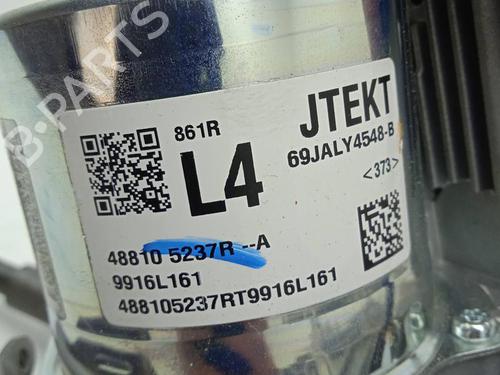 B-PARTS
861R
JTEKT
L4
69JALY4548-B
<373>
48810 5237R--A
9916L161
488105237RT9916L161